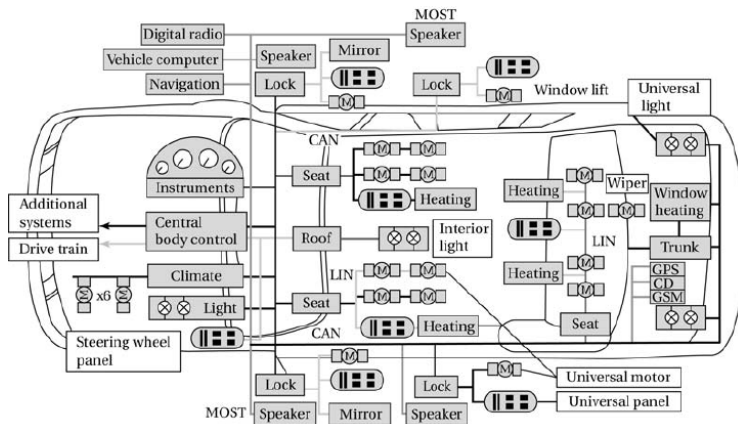 MOST
Digital radio
Speaker
Vehicle computer
Speaker
Mirror
Navigation
Lock
Lock
M
M
Window lift
Universal
light
CAN
M
M
Seat
M
M
Heating
Instruments
Additional
systems
Central
body control
Drive train
Roof
Interior
light
M
Heating
M
Wiper
M
Window
heating
LIN
Trunk
Climate
LIN
M
M
Heating
M
GPS
x6
M
M
CD
M
M
M
Light
Seat
M
GSM
CAN
Heating
Seat
Steering wheel
panel
M
Lock
Lock
M
Universal motor
Universal panel
MOST
Speaker
Mirror
Speaker